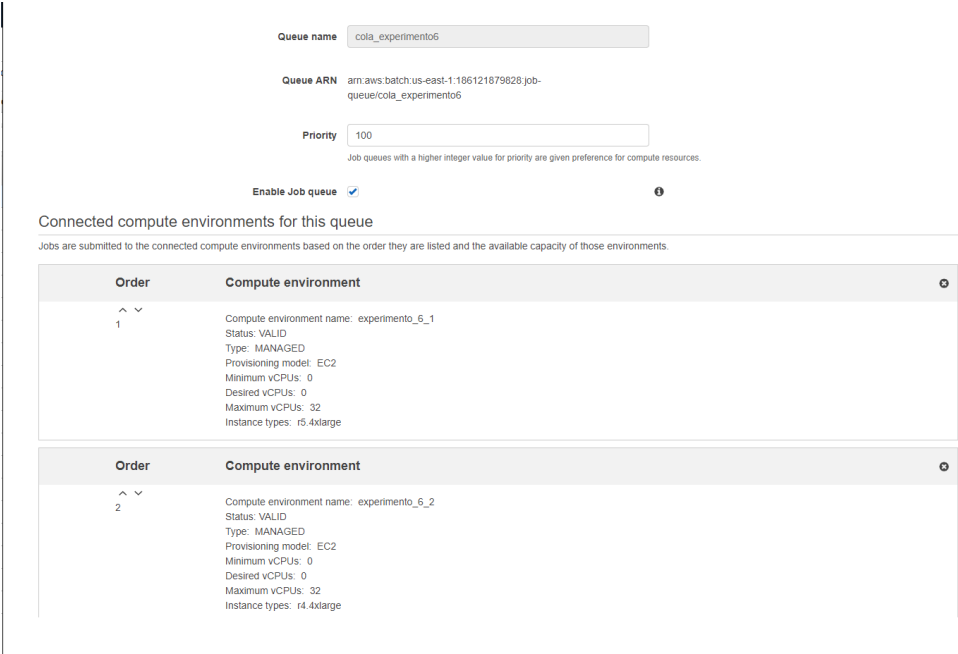 Queue name cola_experimento6
Queue ARN arn:aws:batch:us-east-1:186121879828:job-
queue/cola_experimento6
Priority 100
Job queues with a higher integer value for priority are given preference for compute resources.
Enable Job queue
Connected compute environments for this queue
Jobs are submitted to the connected compute environments based on the order they are listed and the available capacity of those environments.
Order Compute environment
1
Compute environment name: experimento_6_1
Status: VALID
Type: MANAGED
Provisioning model: EC2
Minimum vCPUs: 0
Desired vCPUs: 0
Maximum vCPUs: 32
Instance types: r5.4xlarge
Order Compute environment
2
Compute environment name: experimento_6_2
Status: VALID
Type: MANAGED
Provisioning model: EC2
Minimum vCPUs: 0
Desired vCPUs: 0
Maximum vCPUs: 32
Instance types: r4.4xlarge